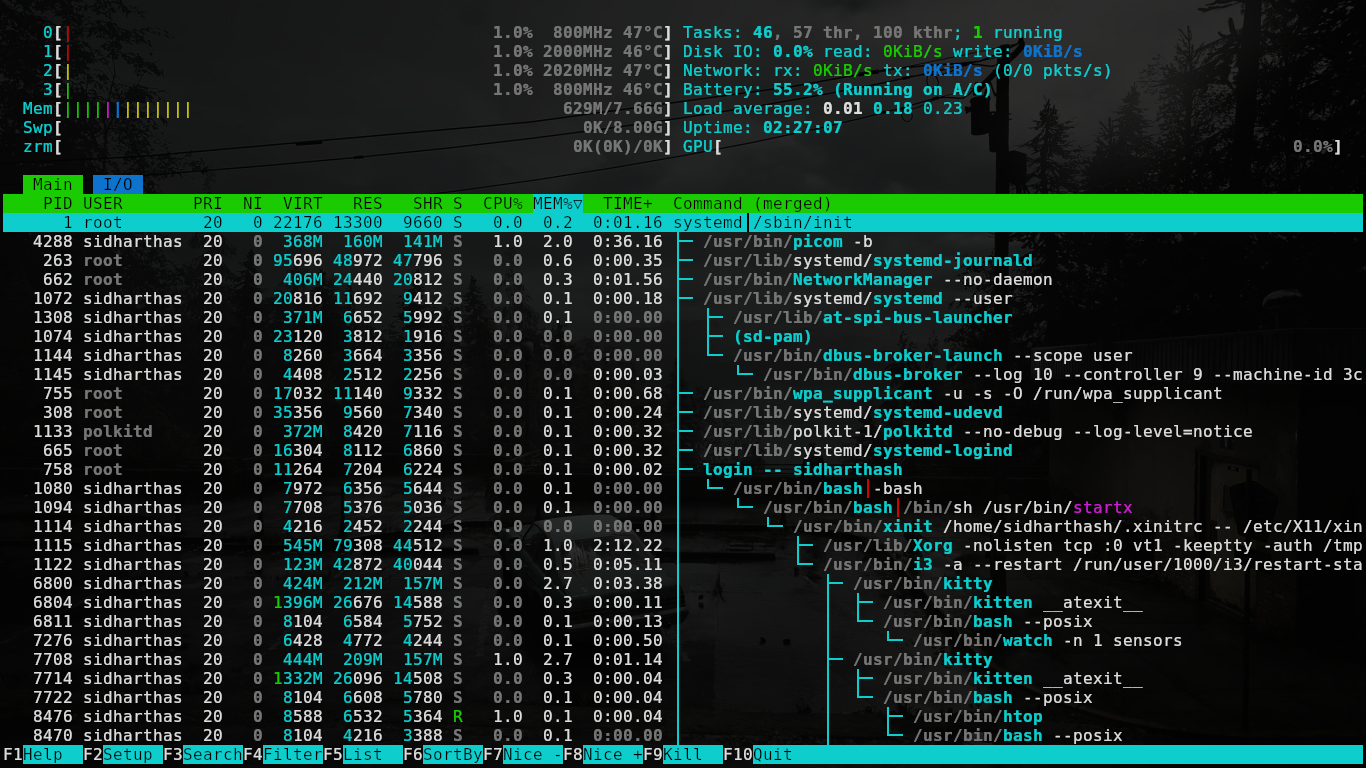 0[| 1.0% 800MHz 47°C] Tasks: 46, 57 thr, 100 kthr; 1 running
1[| 1.0% 2000MHz 46°C] Disk IO: 0.0% read: 0KiB/s write: 0KiB/s
2[| 1.0% 2020MHz 47°C] Network: rx: 0KiB/s tx: 0KiB/s (0/0 pkts/s)
3[| 1.0% 800MHz 46°C] Battery: 55.2% (Running on A/C)
Mem[||||||||||||| 629M/7.66G] Load average: 0.01 0.18 0.23
Swp[ 0K/8.00G] Uptime: 02:27:07
zrm[ 0K(0K)/0K] GPU[ 0.0%]
Main I/O
PID USER PRI NI VIRT RES SHR S CPU% MEM%▽ TIME+ Command (merged)
1 root 20 0 22176 13300 9660 S 0.0 0.2 0:01.16 systemd│/sbin/init
4288 sidharthas 20 0 368M 160M 141M S 1.0 2.0 0:36.16 ├─ /usr/bin/picom -b
263 root 20 0 95696 48972 47796 S 0.0 0.6 0:00.35 ├─ /usr/lib/systemd/systemd-journald
662 root 20 0 406M 24440 20812 S 0.0 0.3 0:01.56 ├─ /usr/bin/NetworkManager --no-daemon
1072 sidharthas 20 0 20816 11692 9412 S 0.0 0.1 0:00.18 ├─ /usr/lib/systemd/systemd --user
1308 sidharthas 20 0 371M 6652 5992 S 0.0 0.1 0:00.00 │ ├─ /usr/lib/at-spi-bus-launcher
1074 sidharthas 20 0 23120 3812 1916 S 0.0 0.0 0:00.00 │ ├─ (sd-pam)
1144 sidharthas 20 0 8260 3664 3356 S 0.0 0.0 0:00.00 │ └─ /usr/bin/dbus-broker-launch --scope user
1145 sidharthas 20 0 4408 2512 2256 S 0.0 0.0 0:00.03 │ └─ /usr/bin/dbus-broker --log 10 --controller 9 --machine-id 3c
755 root 20 0 17032 11140 9332 S 0.0 0.1 0:00.68 ├─ /usr/bin/wpa_supplicant -u -s -O /run/wpa_supplicant
308 root 20 0 35356 9560 7340 S 0.0 0.1 0:00.24 ├─ /usr/lib/systemd/systemd-udevd
1133 polkitd 20 0 372M 8420 7116 S 0.0 0.1 0:00.32 ├─ /usr/lib/polkit-1/polkitd --no-debug --log-level=notice
665 root 20 0 16304 8112 6860 S 0.0 0.1 0:00.32 ├─ /usr/lib/systemd/systemd-logind
758 root 20 0 11264 7204 6224 S 0.0 0.1 0:00.02 ├─ login -- sidharthash
1080 sidharthas 20 0 7972 6356 5644 S 0.0 0.1 0:00.00 │ └─ /usr/bin/bash│-bash
1094 sidharthas 20 0 7708 5376 5036 S 0.0 0.1 0:00.00 │ └─ /usr/bin/bash│/bin/sh /usr/bin/startx
1114 sidharthas 20 0 4216 2452 2244 S 0.0 0.0 0:00.00 │ └─ /usr/bin/xinit /home/sidharthash/.xinitrc -- /etc/X11/xin
1115 sidharthas 20 0 545M 79308 44512 S 0.0 1.0 2:12.22 │ ├─ /usr/lib/Xorg -nolisten tcp :0 vt1 -keeptty -auth /tmp
1122 sidharthas 20 0 123M 42872 40044 S 0.0 0.5 0:05.11 │ └─ /usr/bin/i3 -a --restart /run/user/1000/i3/restart-sta
6800 sidharthas 20 0 424M 212M 157M S 0.0 2.7 0:03.38 │ ├─ /usr/bin/kitty
6804 sidharthas 20 0 1396M 26676 14588 S 0.0 0.3 0:00.11 │ │ ├─ /usr/bin/kitten __atexit__
6811 sidharthas 20 0 8104 6584 5752 S 0.0 0.1 0:00.13 │ │ └─ /usr/bin/bash --posix
7276 sidharthas 20 0 6428 4772 4244 S 0.0 0.1 0:00.50 │ │ └─ /usr/bin/watch -n 1 sensors
7708 sidharthas 20 0 444M 209M 157M S 1.0 2.7 0:01.14 │ ├─ /usr/bin/kitty
7714 sidharthas 20 0 1332M 26096 14508 S 0.0 0.3 0:00.04 │ │ ├─ /usr/bin/kitten __atexit__
7722 sidharthas 20 0 8104 6608 5780 S 0.0 0.1 0:00.04 │ │ └─ /usr/bin/bash --posix
8476 sidharthas 20 0 8588 6532 5364 R 1.0 0.1 0:00.04 │ │ ├─ /usr/bin/htop
8470 sidharthas 20 0 8104 4216 3388 S 0.0 0.1 0:00.00 │ │ └─ /usr/bin/bash --posix
F1Help F2Setup F3SearchF4FilterF5List F6SortByF7Nice -F8Nice +F9Kill F10Quit